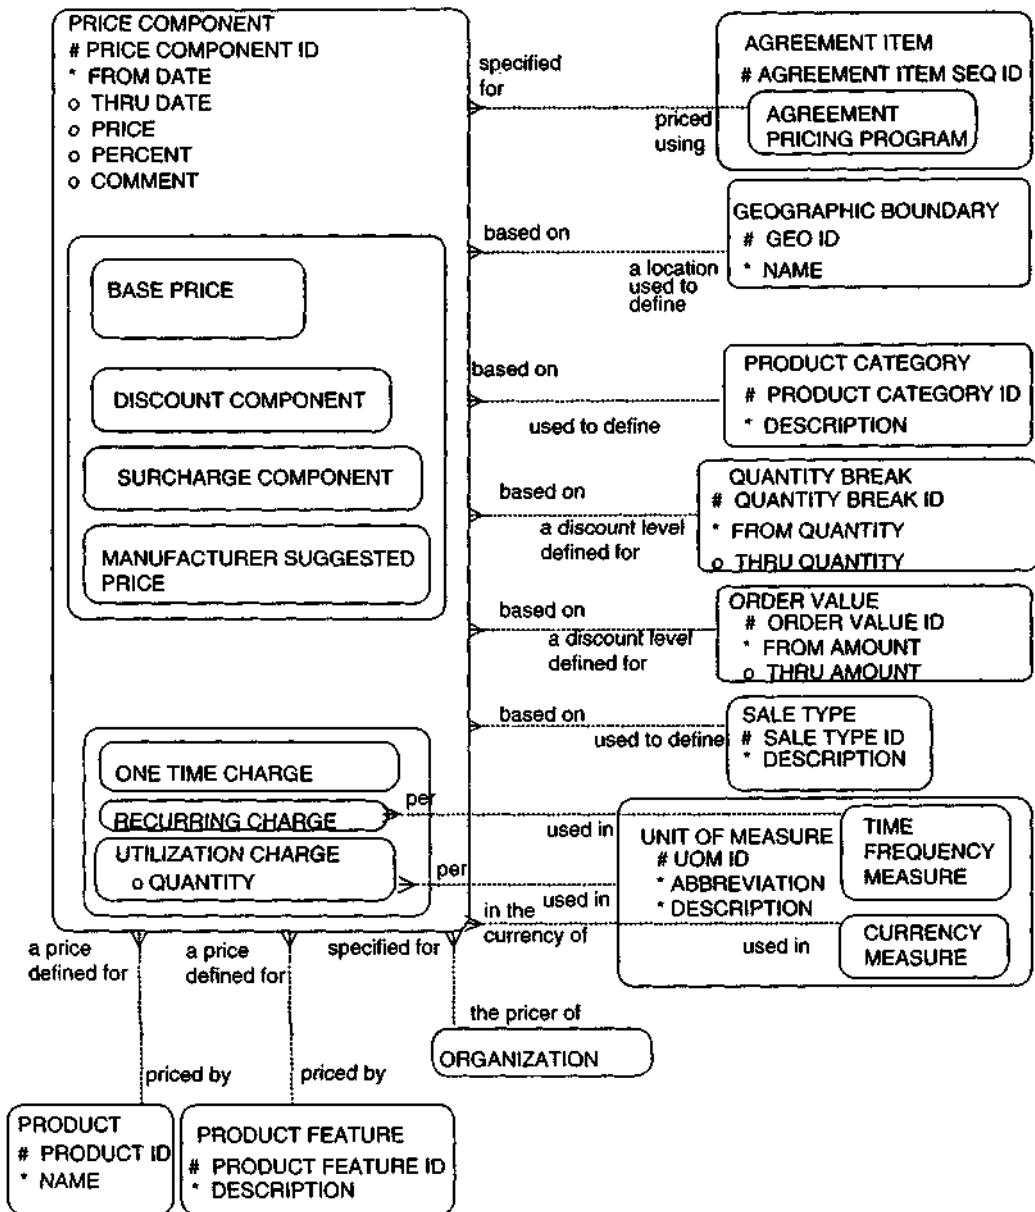 PRICE COMPONENT
# PRICE COMPONENT ID
* FROM DATE
o THRU DATE
o PRICE
o PERCENT
o COMMENT
BASE PRICE
DISCOUNT COMPONENT
SURCHARGE COMPONENT
MANUFACTURER SUGGESTED
PRICE
ONE TIME CHARGE
RECURRING CHARGE
UTILIZATION CHARGE
o QUANTITY
specified
for
priced
using
AGREEMENT ITEM
# AGREEMENT ITEM SEQ ID
AGREEMENT
PRICING PROGRAM
based on
a location
used to
define
GEOGRAPHIC BOUNDARY
# GEO ID
* NAME
based on
used to define
PRODUCT CATEGORY
# PRODUCT CATEGORY ID
* DESCRIPTION
based on
a discount level
defined for
QUANTITY BREAK
# QUANTITY BREAK ID
* FROM QUANTITY
o THRU QUANTITY
based on
a discount level
defined for
ORDER VALUE
# ORDER VALUE ID
* FROM AMOUNT
o THRU AMOUNT
based on
used to define
SALE TYPE
# SALE TYPE ID
* DESCRIPTION
per
used in
per
used in
in the
currency of
used in
UNIT OF MEASURE
# UOM ID
* ABBREVIATION
* DESCRIPTION
TIME
FREQUENCY
MEASURE
CURRENCY
MEASURE
a price
defined for
a price
defined for
specified for
the pricer of
ORGANIZATION
priced by
priced by
PRODUCT
# PRODUCT ID
* NAME
PRODUCT FEATURE
# PRODUCT FEATURE ID
* DESCRIPTION